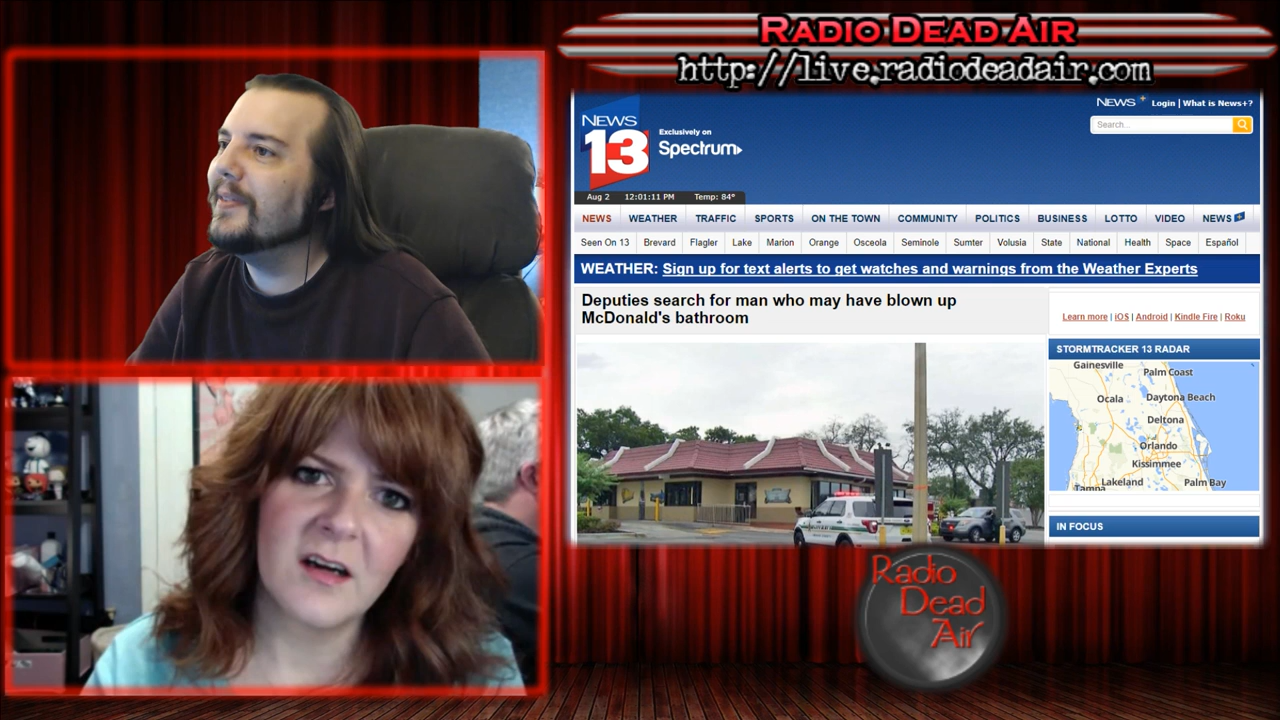 RADIO DEAD AIR
http://live.radiodeadair.com
NEWS
13
Exclusively on
Spectrum
NEWS + Login | What is News+?
Search...
Aug 2 12:01:11 PM Temp: 84°
NEWS WEATHER TRAFFIC SPORTS ON THE TOWN COMMUNITY POLITICS BUSINESS LOTTO VIDEO NEWS +
Seen On 13 Brevard Flagler Lake Marion Orange Osceola Seminole Sumter Volusia State National Health Space Español
WEATHER: Sign up for text alerts to get watches and warnings from the Weather Experts
Deputies search for man who may have blown up
McDonald's bathroom
Learn more | iOS | Android | Kindle Fire | Roku
STORMTRACKER 13 RADAR
Gainesville
Palm Coast
Ocala
Daytona Beach
Deltona
Orlando
Kissimmee
Lakeland
Palm Bay
Tampa
IN FOCUS
Radio
Dead
Air